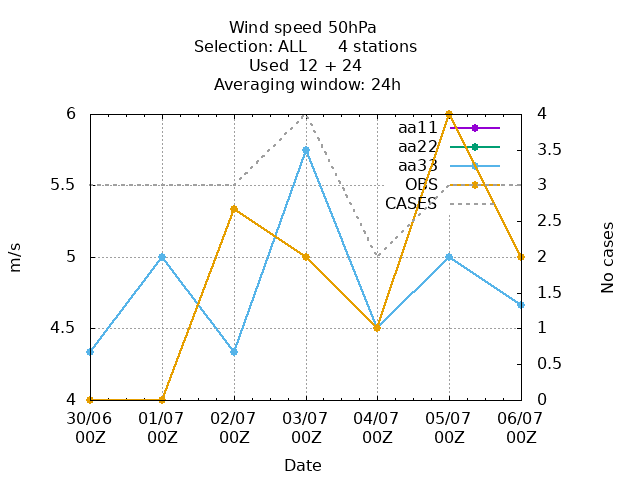 Wind speed 50hPa
Selection: ALL 4 stations
Used 12 + 24
Averaging window: 24h
6
5.5
5
4.5
4
m/s
4
3.5
3
2.5
2
1.5
1
0.5
0
No cases
aa11
aa22
aa33
OBS
CASES
30/06 01/07 02/07 03/07 04/07 05/07 06/07
00Z 00Z 00Z 00Z 00Z 00Z 00Z
Date